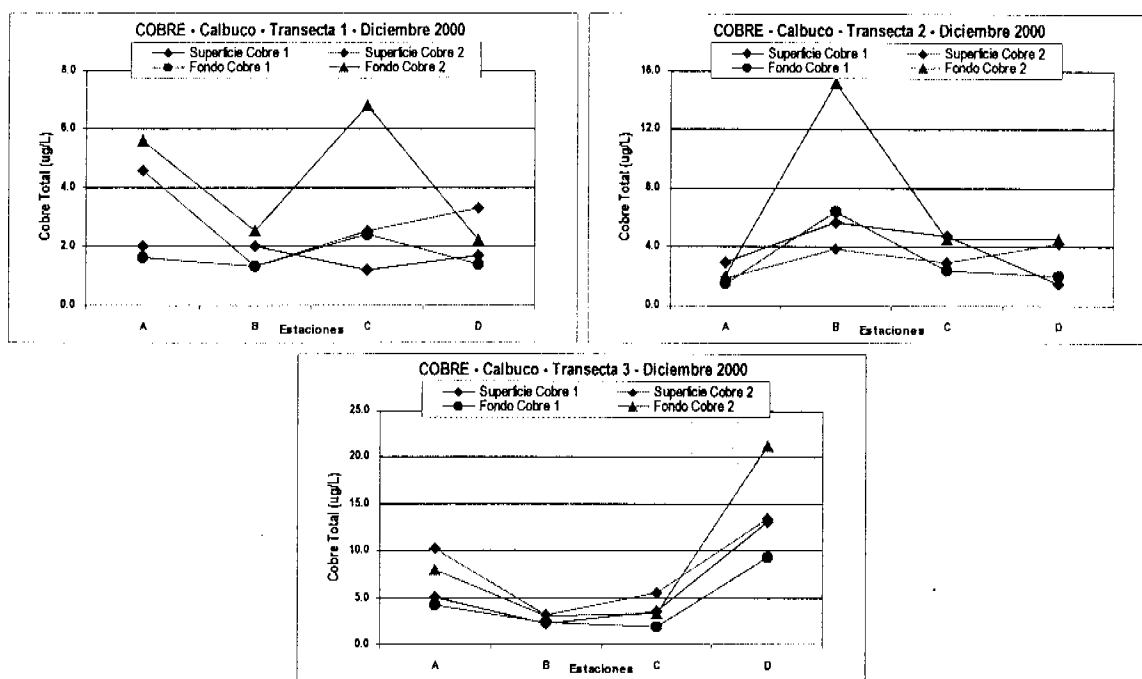 COBRE - Calbuco - Transecta 1 - Diciembre 2000
Superficie Cobre 1 Superficie Cobre 2
Fondo Cobre 1 Fondo Cobre 2
Cobre Total (ug/L)
8.0
6.0
4.0
2.0
0.0
A B C D
Estaciones
COBRE - Calbuco - Transecta 2 - Diciembre 2000
Superficie Cobre 1 Superficie Cobre 2
Fondo Cobre 1 Fondo Cobre 2
Cobre Total (ug/L)
16.0
12.0
8.0
4.0
0.0
A B C D
Estaciones
COBRE - Calbuco - Transecta 3 - Diciembre 2000
Superficie Cobre 1 Superficie Cobre 2
Fondo Cobre 1 Fondo Cobre 2
Cobre Total (ug/L)
25.0
20.0
15.0
10.0
5.0
0.0
A B C D
Estaciones